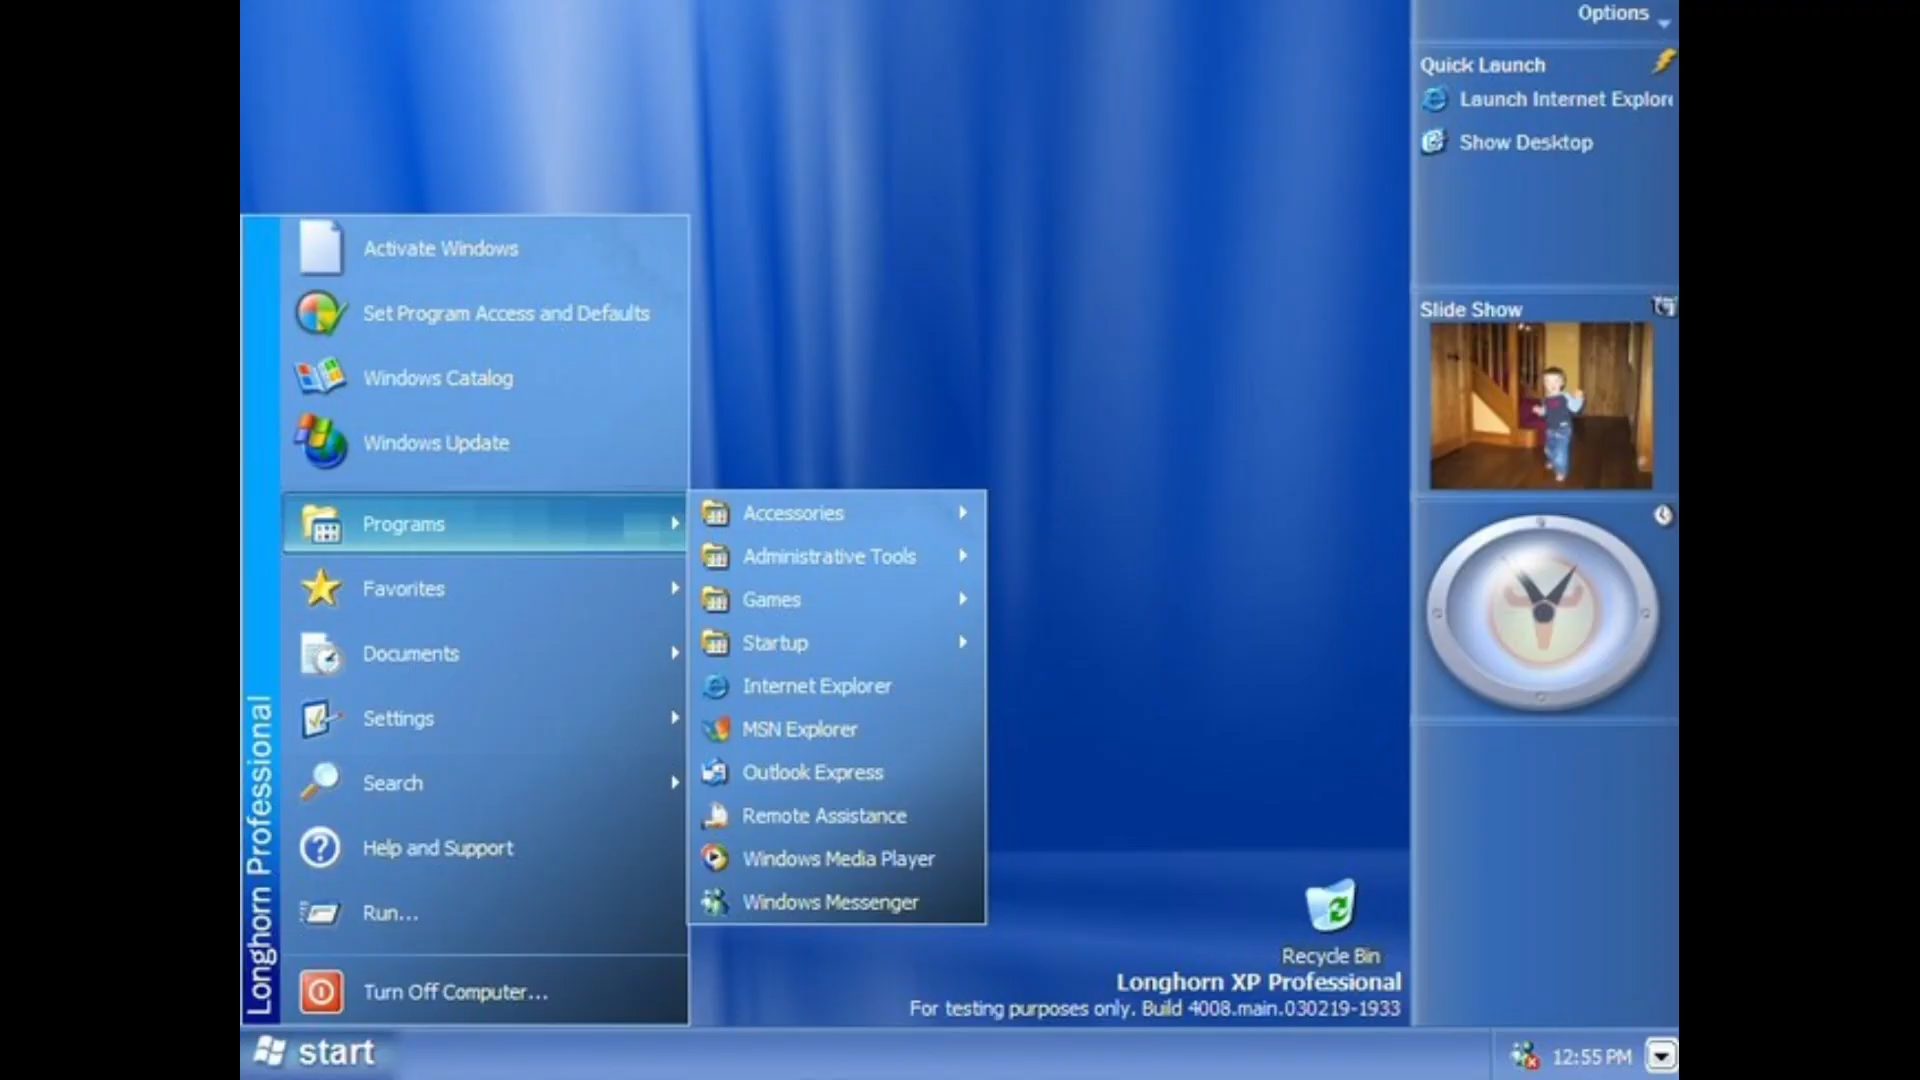 Options
Quick Launch
Launch Internet Explore
Show Desktop
Slide Show
Activate Windows
Set Program Access and Defaults
Windows Catalog
Windows Update
Programs
Favorites
Documents
Settings
Search
Help and Support
Run...
Turn Off Computer...
Longhorn Professional
Accessories
Administrative Tools
Games
Startup
Internet Explorer
MSN Explorer
Outlook Express
Remote Assistance
Windows Media Player
Windows Messenger
Recycle Bin
Longhorn XP Professional
For testing purposes only. Build 4008.main.030219-1933
start
12:55 PM